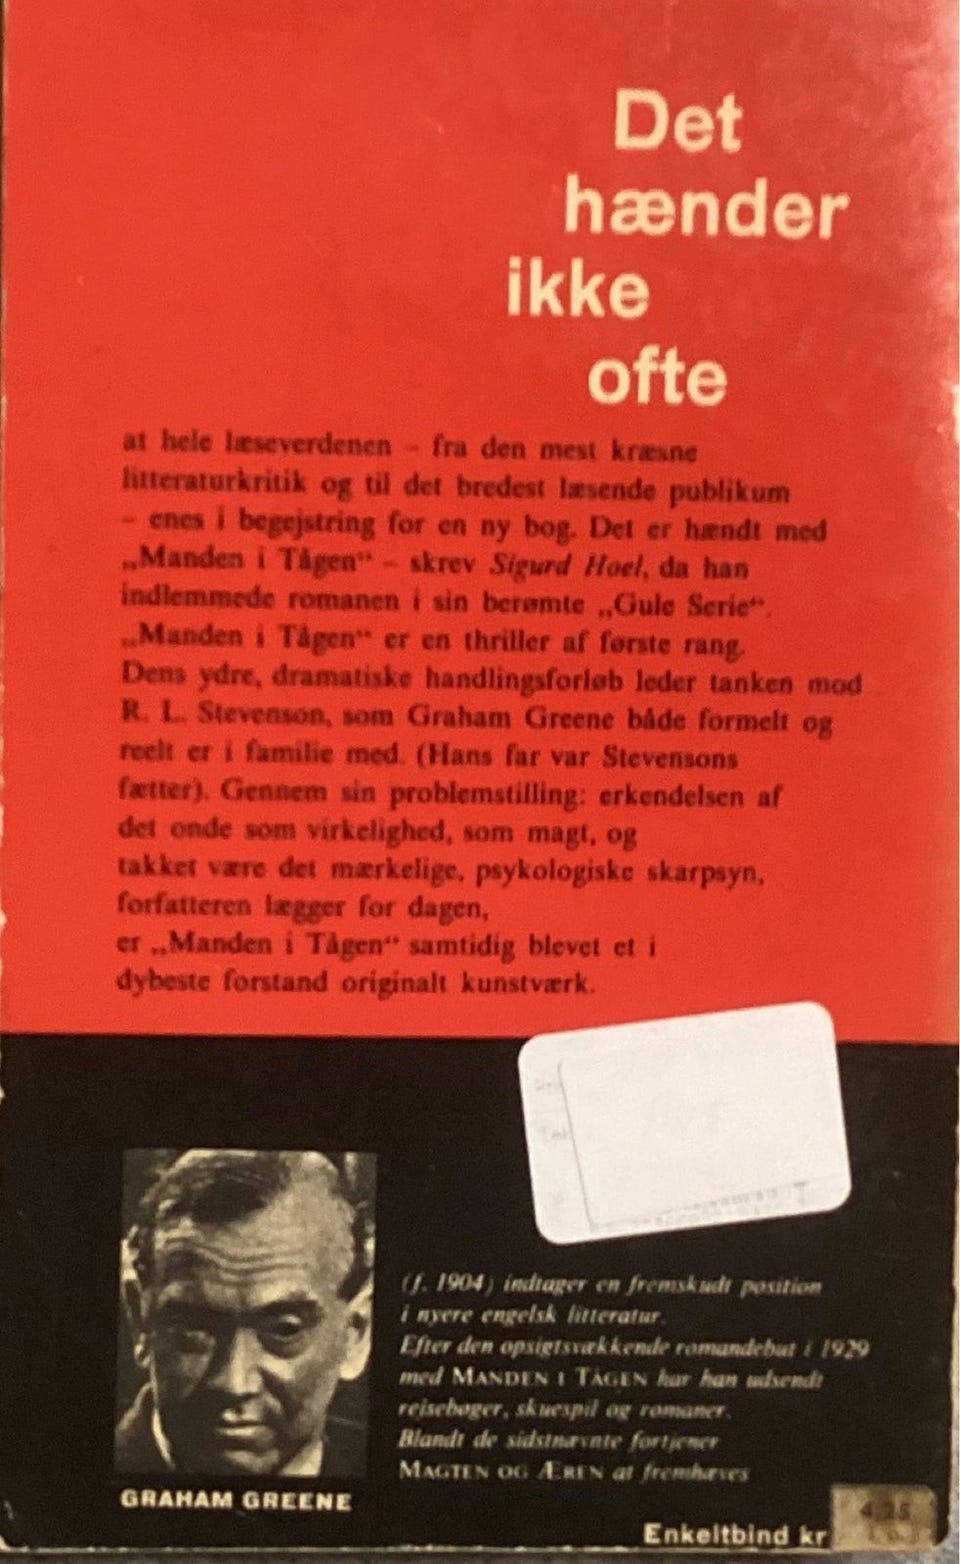 Det
hænder
ikke
ofte
at hele læseverdenen – fra den mest kræsne
litteraturkritik og til det bredest læsende publikum
– enes i begejstring for en ny bog. Det er hændt med
„Manden i Tågen“ – skrev Sigurd Hoel, da han
indlemmede romanen i sin berømte „Gule Serie“.
„Manden i Tågen“ er en thriller af første rang.
Dens ydre, dramatiske handlingsforløb leder tanken mod
R. L. Stevenson, som Graham Greene både formelt og
reelt er i familie med. (Hans far var Stevensons
fætter). Gennem sin problemstilling: erkendelsen af
det onde som virkelighed, som magt, og
takket være det mærkelige, psykologiske skarpsyn,
forfatteren lægger for dagen,
er „Manden i Tågen“ samtidig blevet et i
dybeste forstand originalt kunstværk.
(f. 1904) indtager en fremskudt position
i nyere engelsk litteratur.
Efter den opsigtsvækkende romandebut i 1929
med MANDEN I TÅGEN har han udsendt
rejsebøger, skuespil og romaner.
Blandt de sidstnævnte fortjener
MAGTEN OG ÆREN at fremhæves
GRAHAM GREENE
Enkeltbind kr